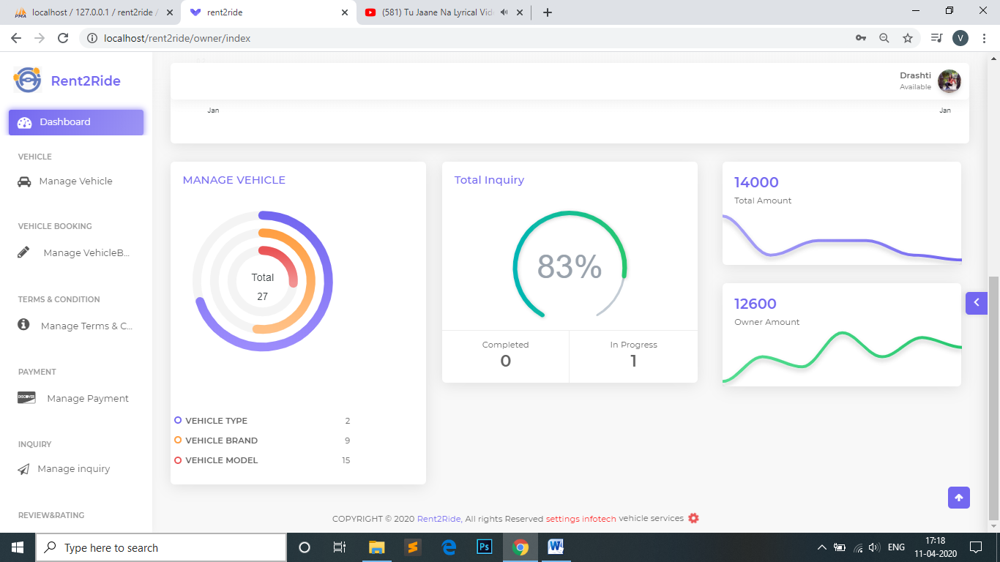 localhost / 127.0.0.1 / rent2ride /
rent2ride
(581) Tu Jaane Na Lyrical Vid
localhost/rent2ride/owner/index
V
Rent2Ride
Drashti
Available
Dashboard
Jan
Jan
VEHICLE
Manage Vehicle
VEHICLE BOOKING
Manage VehicleB...
TERMS & CONDITION
Manage Terms & C...
PAYMENT
DISCOVER
Manage Payment
INQUIRY
Manage inquiry
REVIEW&RATING
MANAGE VEHICLE
Total
27
VEHICLE TYPE 2
VEHICLE BRAND 9
VEHICLE MODEL 15
Total Inquiry
83%
Completed
0
In Progress
1
14000
Total Amount
12600
Owner Amount
COPYRIGHT © 2020 Rent2Ride, All rights Reserved settings infotech vehicle services
Type here to search
Ps
W
ENG
17:18
11-04-2020